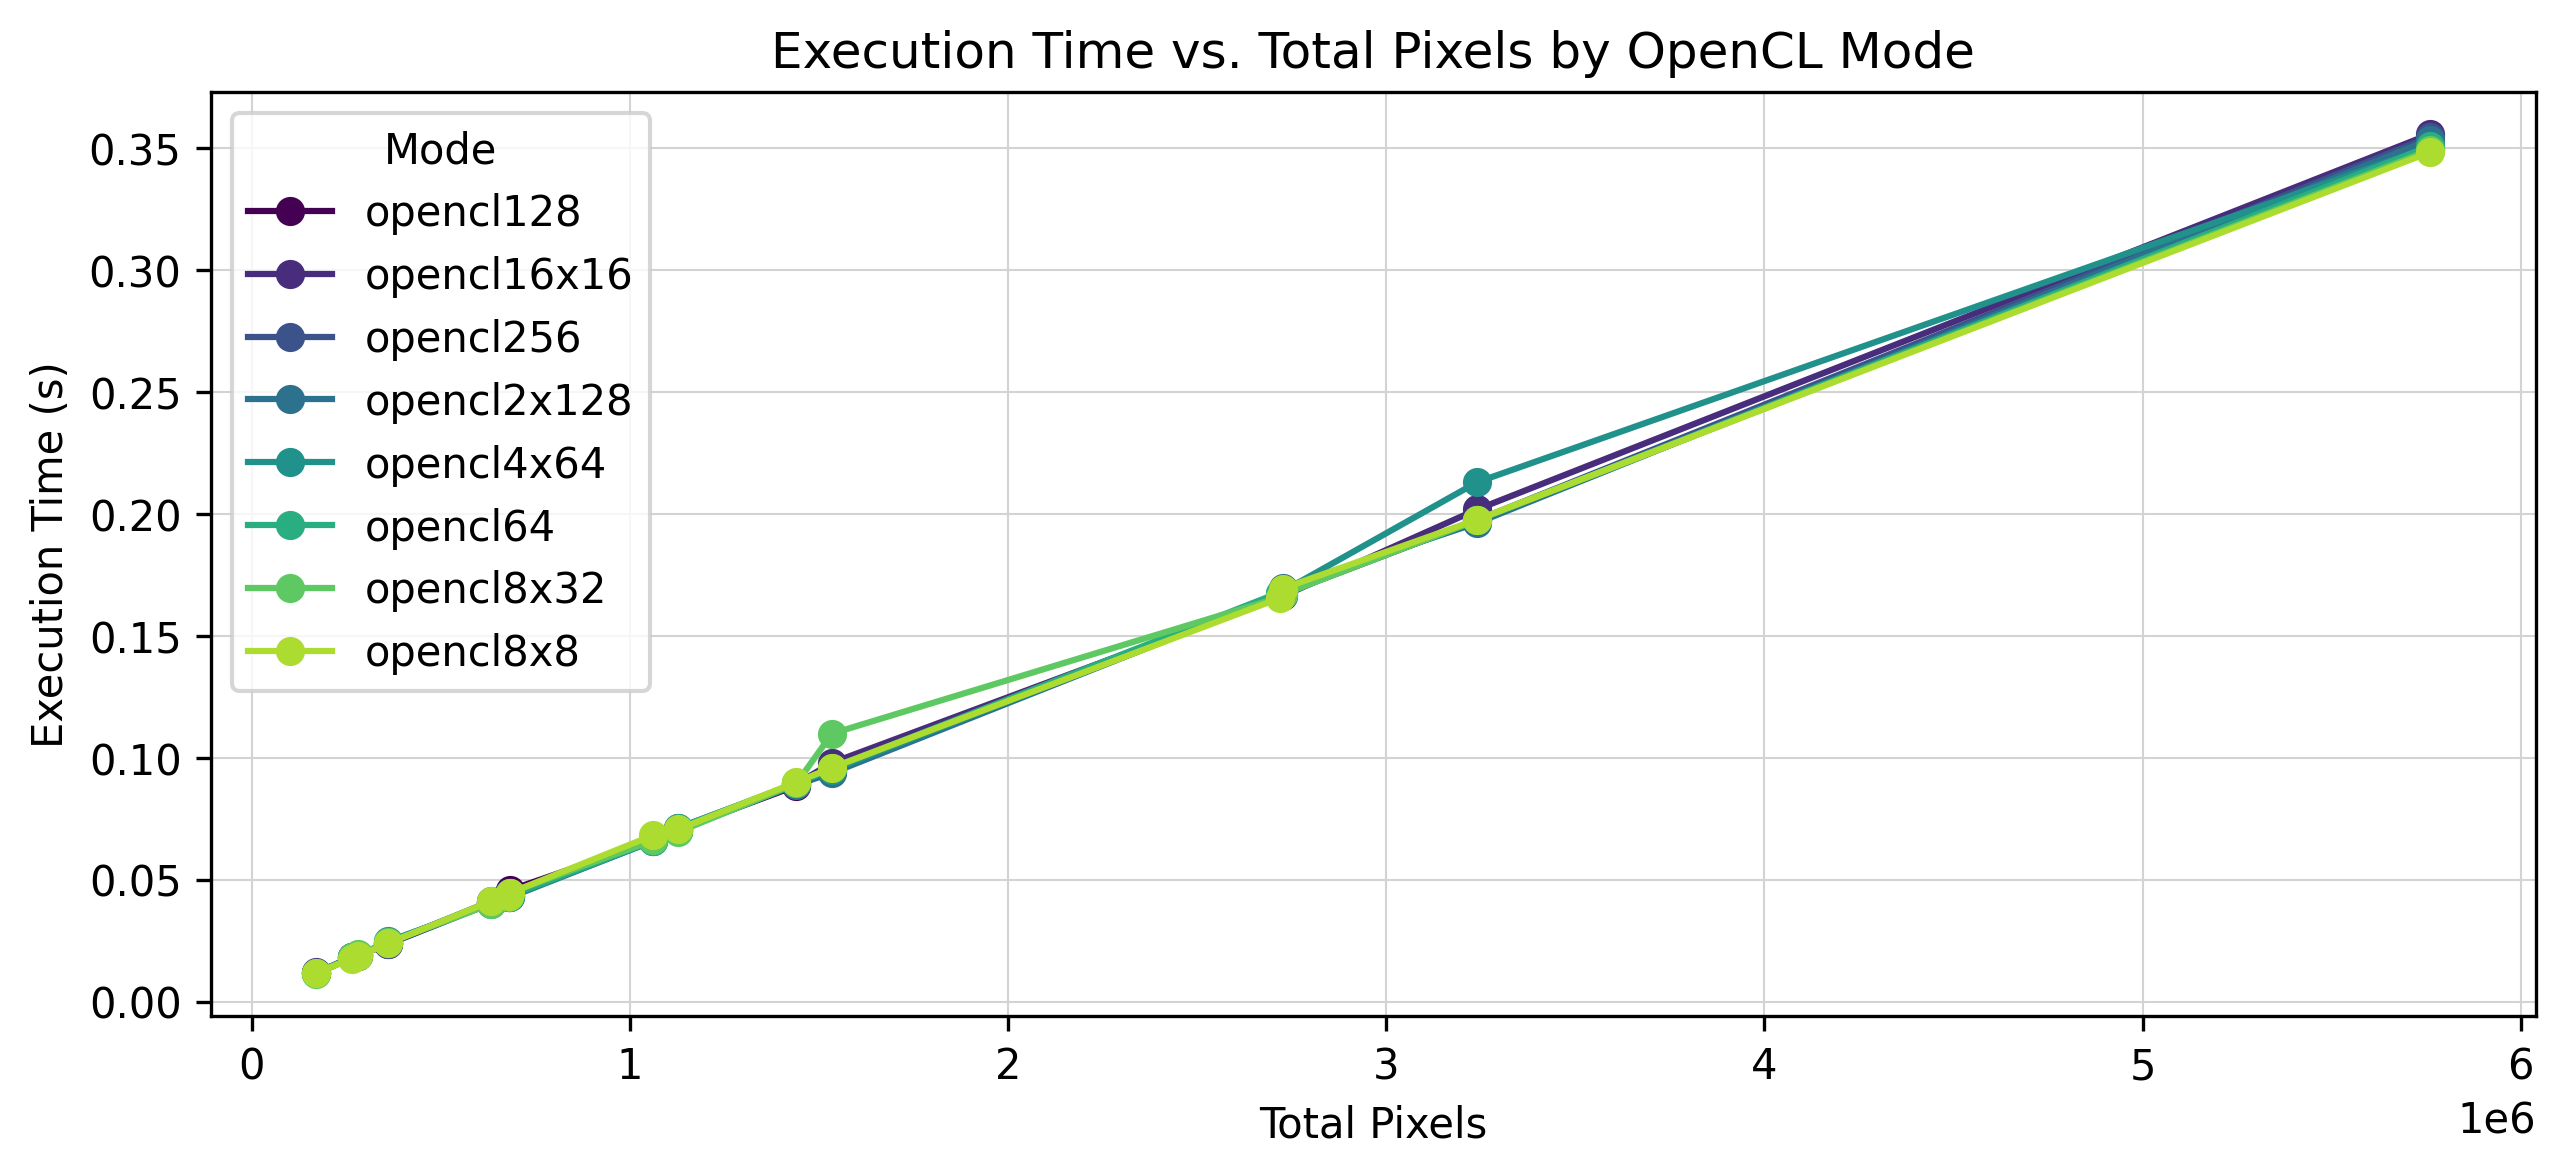 Execution Time vs. Total Pixels by OpenCL Mode
Execution Time (s)
0.35
0.30
0.25
0.20
0.15
0.10
0.05
0.00
Mode
opencl128
opencl16x16
opencl256
opencl2x128
opencl4x64
opencl64
opencl8x32
opencl8x8
0 1 2 3 4 5 6
1e6
Total Pixels